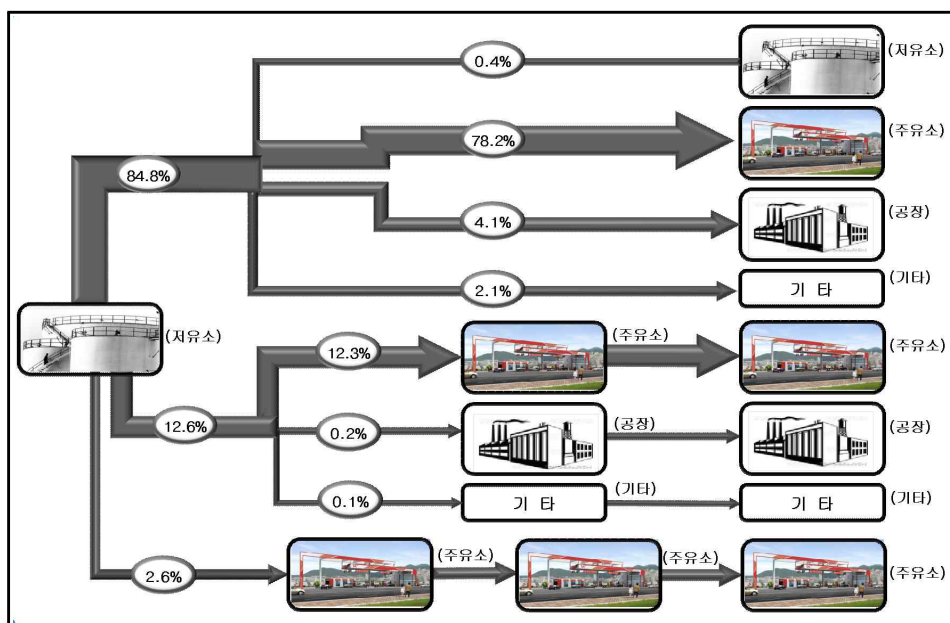 0.4%
(저유소)
78.2%
(주유소)
84.8%
4.1%
(공장)
2.1%
기 타
(기타)
(저유소)
12.3%
(주유소)
(주유소)
12.6%
0.2%
(공장)
(공장)
0.1%
기 타
(기타)
기 타
(기타)
2.6%
(주유소)
(주유소)
(주유소)